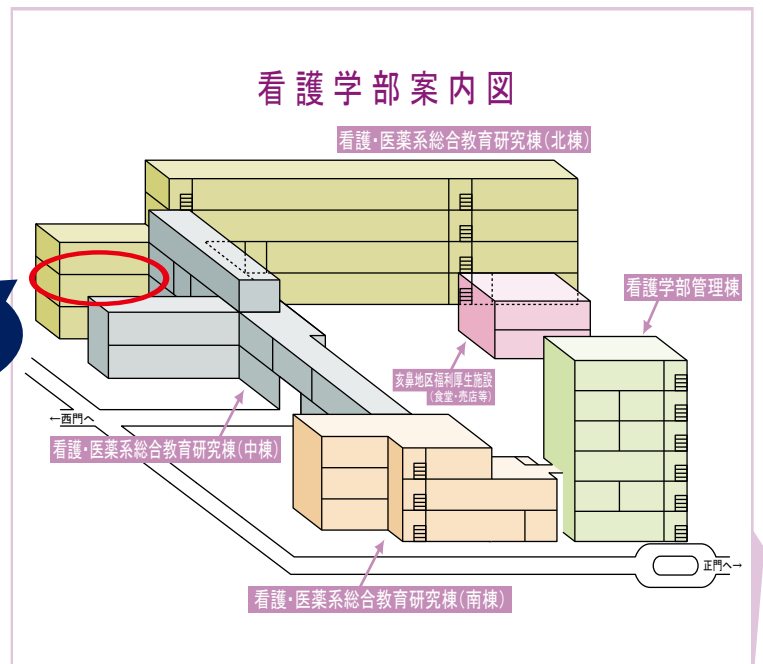 看護学部案内図
看護・医薬系総合教育研究棟(北棟)
看護学部管理棟
亥鼻地区福利厚生施設
(食堂・売店等)
←西門へ
看護・医薬系総合教育研究棟(中棟)
正門へ→
看護・医薬系総合教育研究棟(南棟)